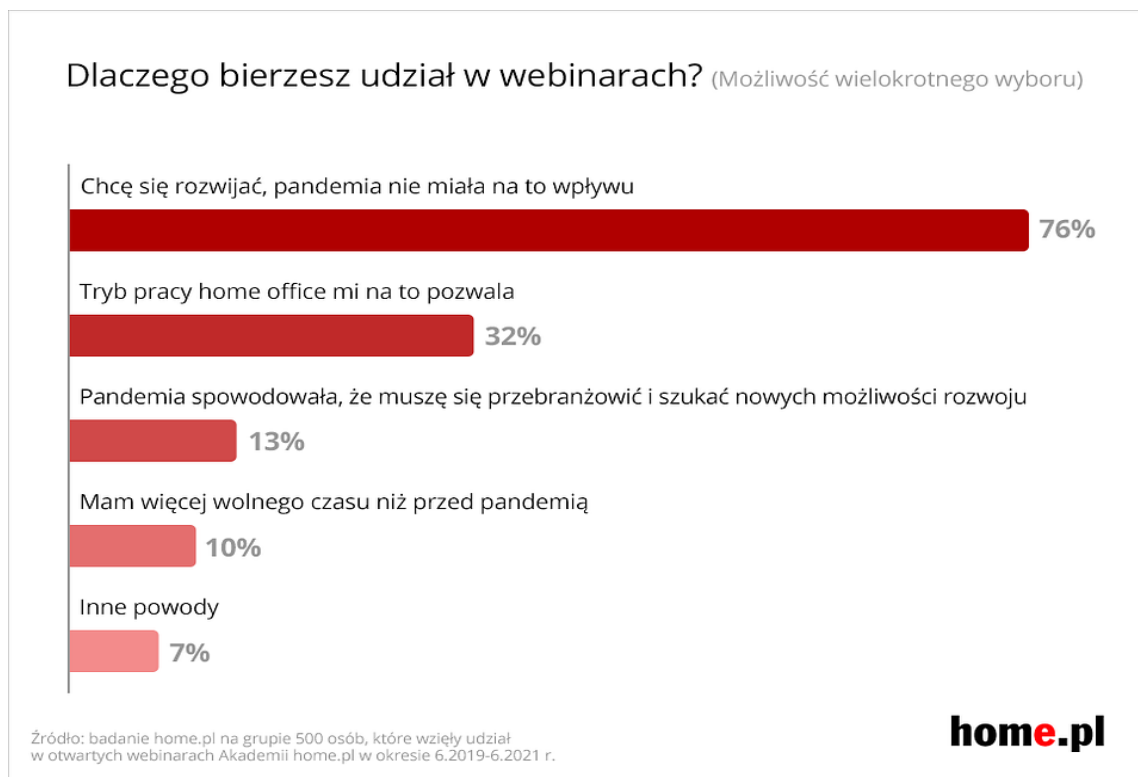 Dlaczego bierzesz udział w webinarach? (Możliwość wielokrotnego wyboru)
Chcę się rozwijać, pandemia nie miała na to wpływu
76%
Tryb pracy home office mi na to pozwala
32%
Pandemia spowodowała, że muszę się przebranżowić i szukać nowych możliwości rozwoju
13%
Mam więcej wolnego czasu niż przed pandemią
10%
Inne powody
7%
Źródło: badanie home.pl na grupie 500 osób, które wzięły udział
w otwartych webinarach Akademii home.pl w okresie 6.2019-6.2021 r.
home.pl